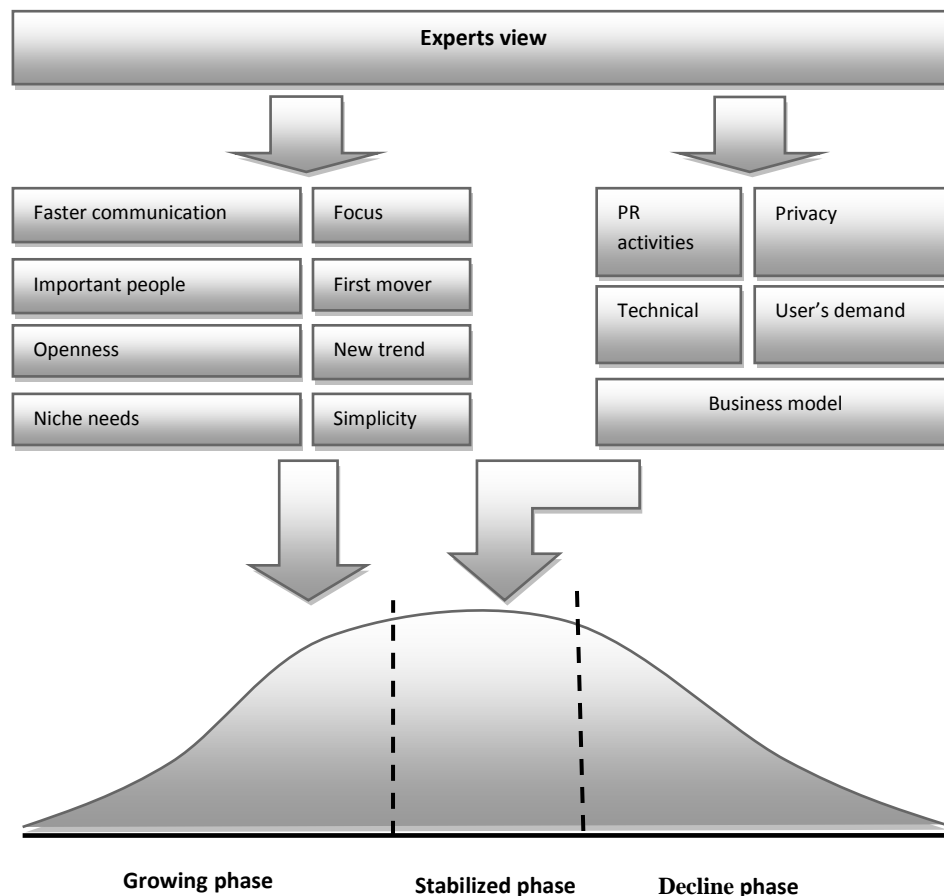 Experts view
Faster communication
Focus
Important people
First mover
Openness
New trend
Niche needs
Simplicity
PR
activities
Privacy
Technical
User's demand
Business model
Growing phase
Stabilized phase
Decline phase